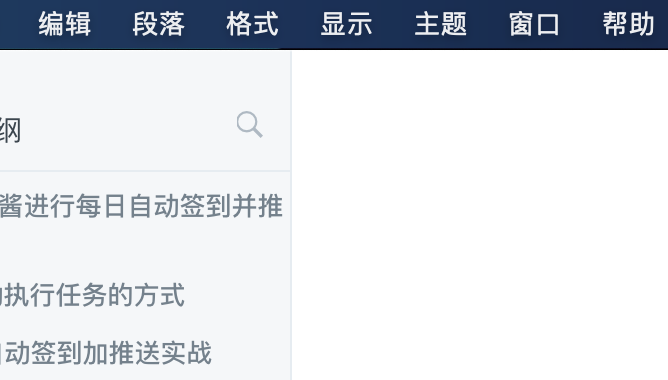 编辑 段落 格式 显示 主题 窗口 帮助
纲
酱进行每日自动签到并推
执行任务的方式
动签到加推送实战